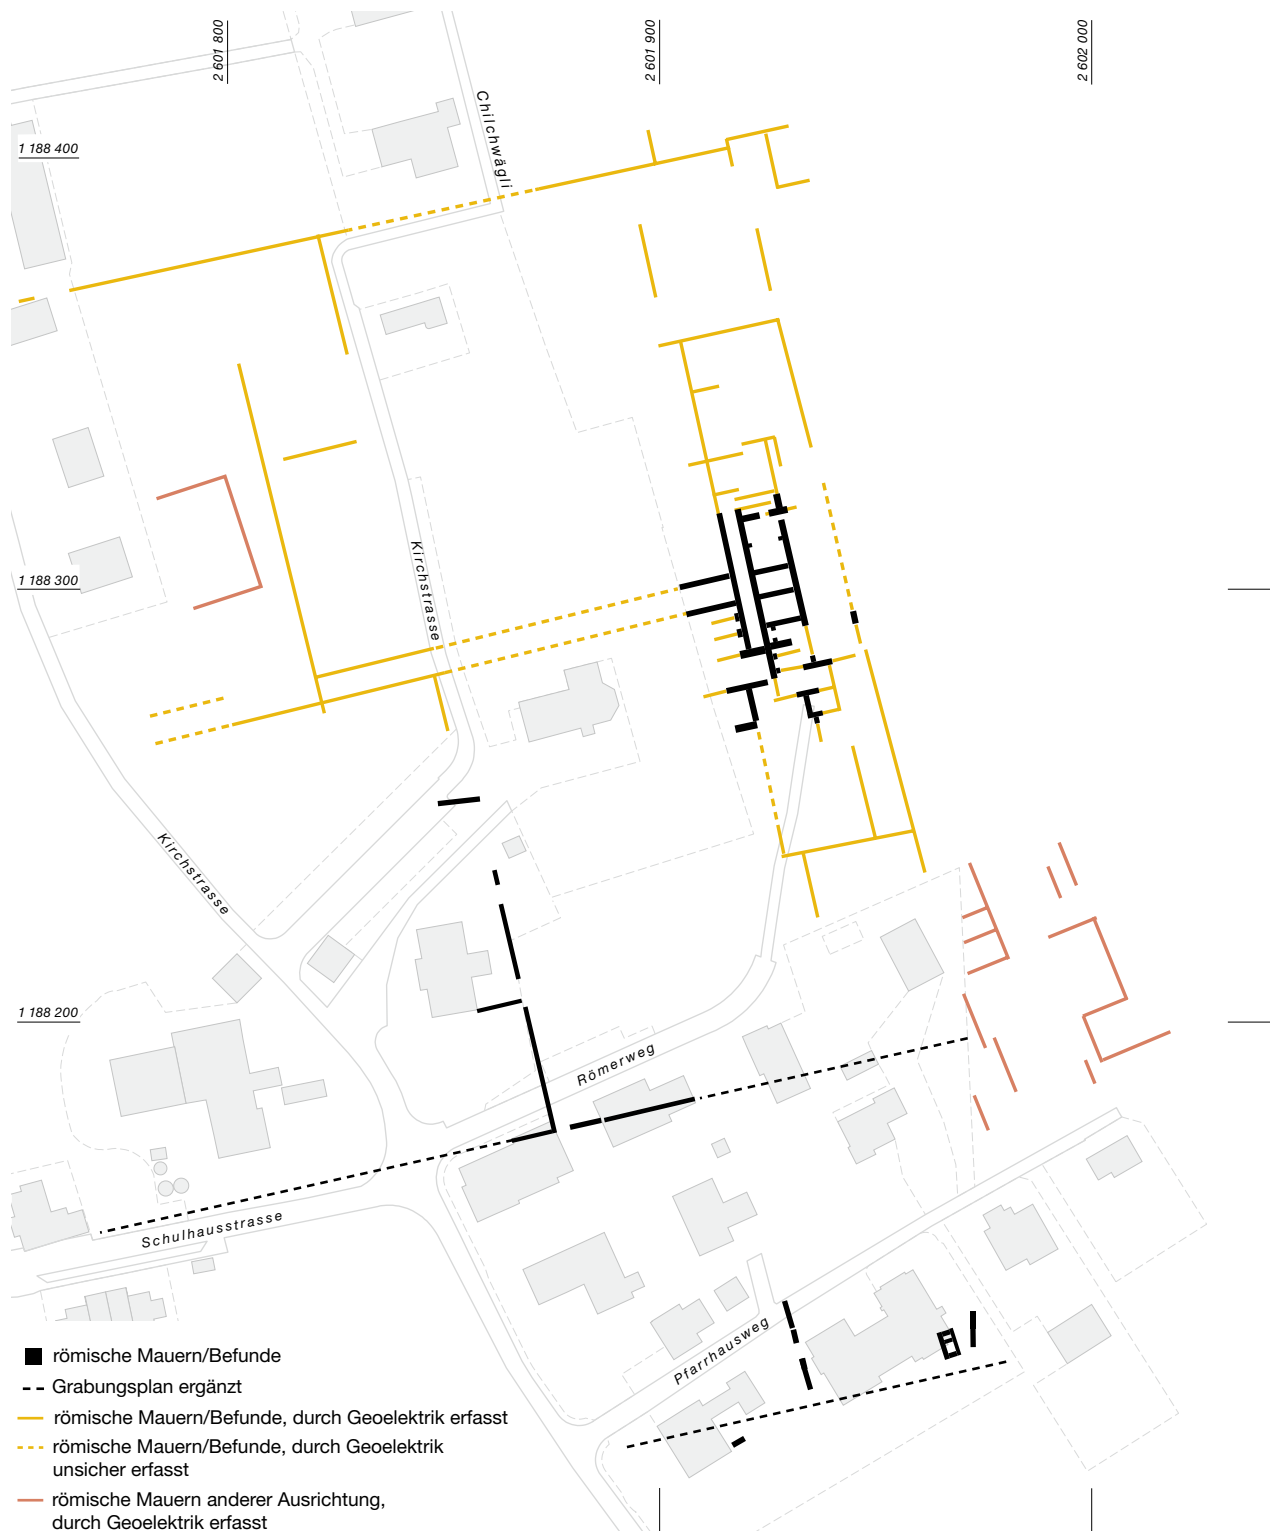 2 601 800
2 601 900
2 602 000
1 188 400
Chilchwägli
1 188 300
Kirchstrasse
Kirchstrasse
1 188 200
Römerweg
Schulhausstrasse
Pfarrhausweg
römische Mauern/Befunde
Grabungsplan ergänzt
römische Mauern/Befunde, durch Geoelektrik erfasst
römische Mauern/Befunde, durch Geoelektrik
unsicher erfasst
römische Mauern anderer Ausrichtung,
durch Geoelektrik erfasst